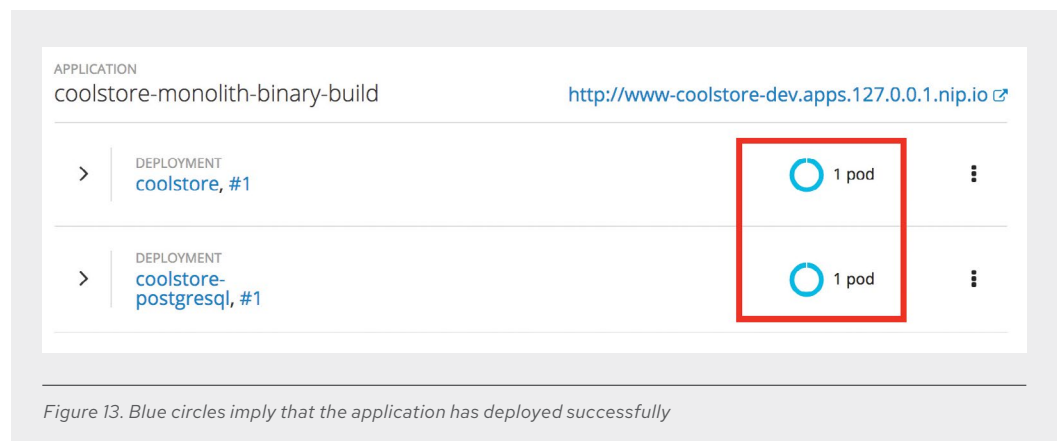 APPLICATION
coolstore-monolith-binary-build
http://www-coolstore-dev.apps.127.0.0.1.nip.io
DEPLOYMENT
coolstore, #1
1 pod
DEPLOYMENT
coolstore-
postgresql, #1
1 pod
Figure 13. Blue circles imply that the application has deployed successfully